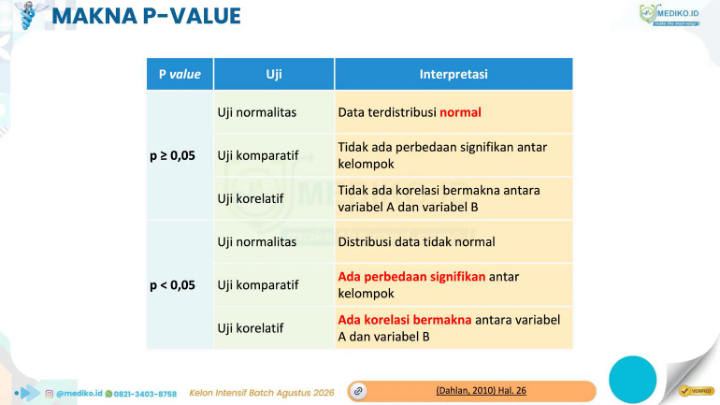 MAKNA P-VALUE
MEDIKO.ID
P value Uji Interpretasi
p ≥ 0,05
Uji normalitas Data terdistribusi normal
Uji komparatif Tidak ada perbedaan signifikan antar
kelompok
Uji korelatif Tidak ada korelasi bermakna antara
variabel A dan variabel B
p < 0,05
Uji normalitas Distribusi data tidak normal
Uji komparatif Ada perbedaan signifikan antar
kelompok
Uji korelatif Ada korelasi bermakna antara variabel
A dan variabel B
@mediko.id 0821-3403-8758 Kelon Intensif Batch Agustus 2026 (Dahlan, 2010) Hal. 26 VERIFIED